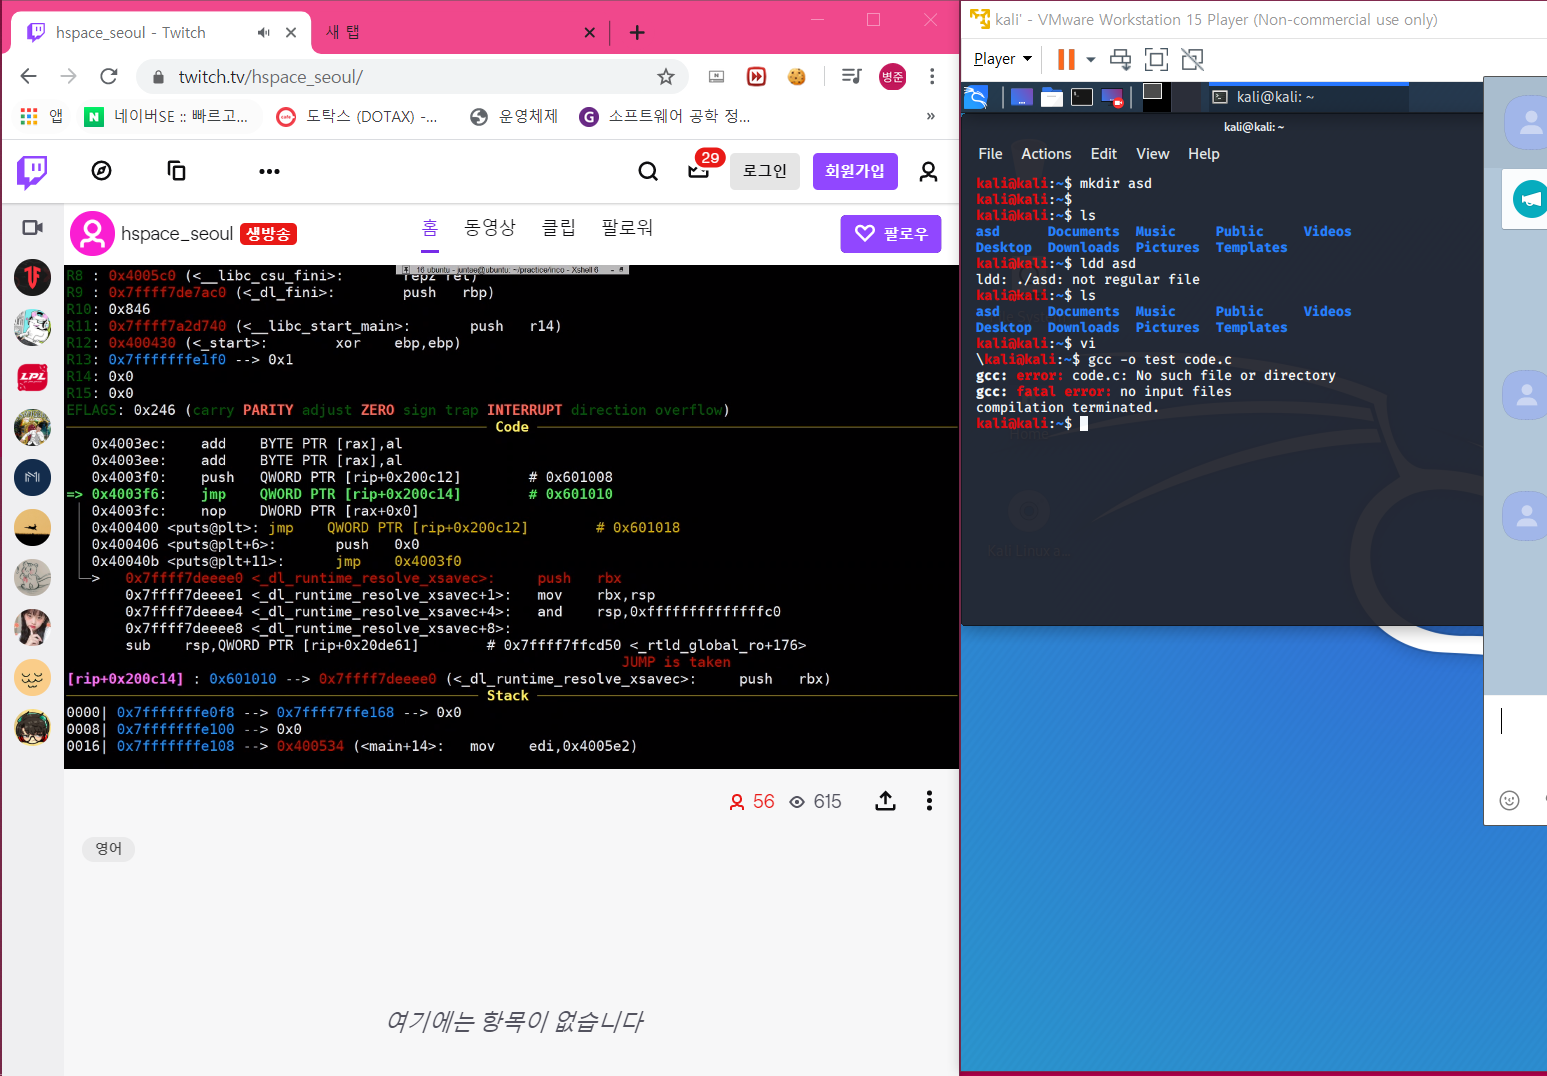 hspace_seoul - Twitch
새 탭
twitch.tv/hspace_seoul/
병준
앱
네이버SE :: 빠르고...
도탁스 (DOTAX) -...
운영체제
소프트웨어 공학 정...
»
29
로그인
회원가입
hspace_seoul 생방송
홈 동영상 클립 팔로워
팔로우
16 ubuntu - juntae@ubuntu: ~/practice/inco - Xshell 6
R8 : 0x4005c0 (<__libc_csu_fini>: repz ret)
R9 : 0x7ffff7de7ac0 (<_dl_fini>: push rbp)
R10: 0x846
R11: 0x7ffff7a2d740 (<__libc_start_main>: push r14)
R12: 0x400430 (<_start>: xor ebp,ebp)
R13: 0x7fffffffe1f0 --> 0x1
R14: 0x0
R15: 0x0
EFLAGS: 0x246 (carry PARITY adjust ZERO sign trap INTERRUPT direction overflow)
Code
0x4003ec: add BYTE PTR [rax],al
0x4003ee: add BYTE PTR [rax],al
0x4003f0: push QWORD PTR [rip+0x200c12] # 0x601008
=> 0x4003f6: jmp QWORD PTR [rip+0x200c14] # 0x601010
0x4003fc: nop DWORD PTR [rax+0x0]
0x400400 <puts@plt>: jmp QWORD PTR [rip+0x200c12] # 0x601018
0x400406 <puts@plt+6>: push 0x0
0x40040b <puts@plt+11>: jmp 0x4003f0
0x7ffff7deeee0 <_dl_runtime_resolve_xsavec>: push rbx
0x7ffff7deeee1 <_dl_runtime_resolve_xsavec+1>: mov rbx,rsp
0x7ffff7deeee4 <_dl_runtime_resolve_xsavec+4>: and rsp,0xffffffffffffffc0
0x7ffff7deeee8 <_dl_runtime_resolve_xsavec+8>:
sub rsp,QWORD PTR [rip+0x20de61] # 0x7ffff7ffcd50 <_rtld_global_ro+176>
JUMP is taken
[rip+0x200c14] : 0x601010 --> 0x7ffff7deeee0 (<_dl_runtime_resolve_xsavec>: push rbx)
Stack
0000| 0x7fffffffe0f8 --> 0x7ffff7ffe168 --> 0x0
0008| 0x7fffffffe100 --> 0x0
0016| 0x7fffffffe108 --> 0x400534 (<main+14>: mov edi,0x4005e2)
56
615
영어
여기에는 항목이 없습니다
kali' - VMware Workstation 15 Player (Non-commercial use only)
Player
kali@kali: ~
kali@kali: ~
File Actions Edit View Help
kali@kali:~$ mkdir asd
kali@kali:~$
kali@kali:~$ ls
asd Documents Music Public Videos
Desktop Downloads Pictures Templates
kali@kali:~$ ldd asd
ldd: ./asd: not regular file
kali@kali:~$ ls
asd Documents Music Public Videos
Desktop Downloads Pictures Templates
kali@kali:~$ vi
\kali@kali:~$ gcc -o test code.c
gcc: error: code.c: No such file or directory
gcc: fatal error: no input files
compilation terminated.
kali@kali:~$